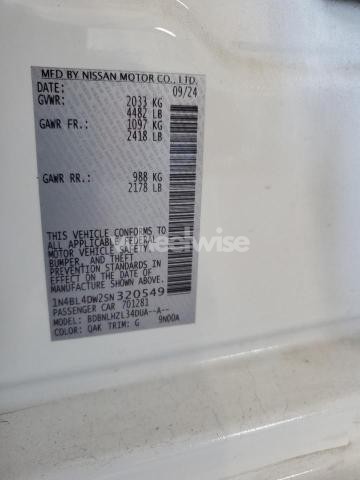 MFD BY NISSAN MOTOR CO., LTD.
DATE: 09/24
GVWR: 2033 KG
4482 LB
GAWR FR.: 1097 KG
2418 LB
GAWR RR.: 988 KG
2178 LB
THIS VEHICLE CONFORMS TO
ALL APPLICABLE FEDERAL
MOTOR VEHICLE SAFETY,
BUMPER, AND THEFT
PREVENTION STANDARDS IN
EFFECT ON THE DATE OF
MANUFACTURE SHOWN ABOVE.
wheelwise
1N4BL4DW2SN320549
PASSENGER CAR 701281
MODEL: BDBNLHZL34DUA--A--
COLOR: QAK TRIM: G 9N00A